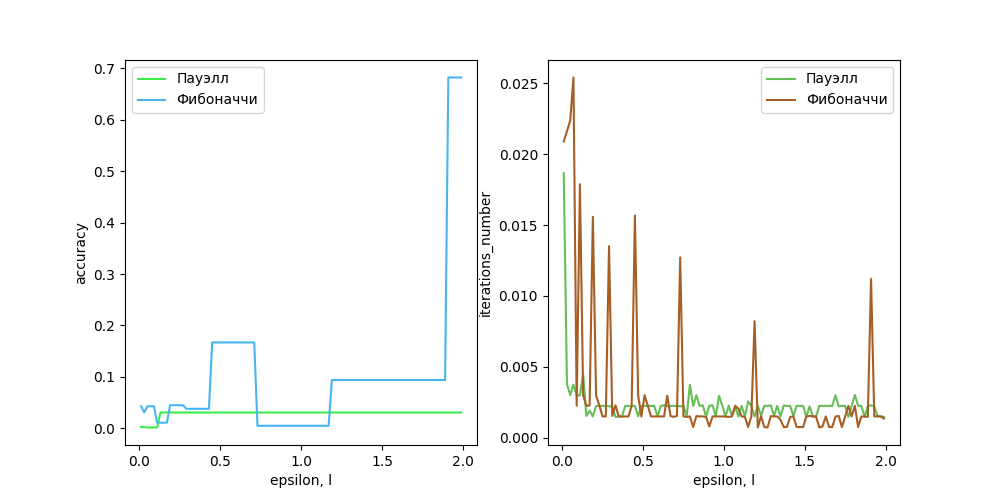 Пауэлл
Фибоначчи
accuracy
0.7
0.6
0.5
0.4
0.3
0.2
0.1
0.0
0.0 0.5 1.0 1.5 2.0
epsilon, l
Пауэлл
Фибоначчи
iterations_number
0.025
0.020
0.015
0.010
0.005
0.000
0.0 0.5 1.0 1.5 2.0
epsilon, l